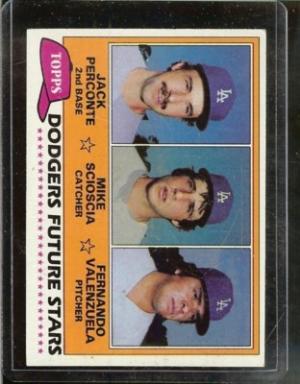 TOPPS
DODGERS FUTURE STARS
JACK
PERCONTE
2nd BASE
MIKE
SCIOSCIA
CATCHER
FERNANDO
VALENZUELA
PITCHER
LA
LA
LA